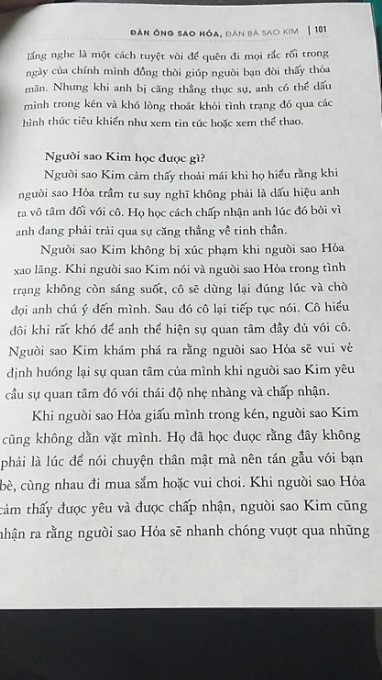 ĐÀN ÔNG SAO HỎA, ĐÀN BÀ SAO KIM | 101
lắng nghe là một cách tuyệt vời để quên đi mọi rắc rối trong
ngày của chính mình đồng thời giúp người bạn đời thấy thỏa
mãn. Nhưng khi anh bị căng thẳng thực sự, anh có thể dấu
mình trong kén và khó lòng thoát khỏi tình trạng đó qua các
hình thức tiêu khiển như xem tin tức hoặc xem thể thao.
Người sao Kim học được gì?
Người sao Kim cảm thấy thoải mái khi họ hiểu rằng khi
người sao Hỏa trầm tư suy nghĩ không phải là dấu hiệu anh
ta vô tâm đối với cô. Họ học cách chấp nhận anh lúc đó bởi vì
anh đang phải trải qua sự căng thẳng về tinh thần.
Người sao Kim không bị xúc phạm khi người sao Hỏa
xao lãng. Khi người sao Kim nói và người sao Hỏa trong tình
trạng không còn sáng suốt, cô sẽ dừng lại đúng lúc và chờ
đợi anh chú ý đến mình. Sau đó cô lại tiếp tục nói. Cô hiểu
đôi khi rất khó để anh thể hiện sự quan tâm đầy đủ với cô.
Người sao Kim khám phá ra rằng người sao Hỏa sẽ vui vẻ
định hướng lại sự quan tâm của mình khi người sao Kim yêu
cầu sự quan tâm đó với thái độ nhẹ nhàng và chấp nhận.
Khi người sao Hỏa giấu mình trong kén, người sao Kim
cũng không dằn vặt mình. Họ đã học được rằng đây không
phải là lúc để nói chuyện thân mật mà nên tán gẫu với bạn
bè, cùng nhau đi mua sắm hoặc vui chơi. Khi người sao Hỏa
cảm thấy được yêu và được chấp nhận, người sao Kim cũng
nhận ra rằng người sao Hỏa sẽ nhanh chóng vượt qua những